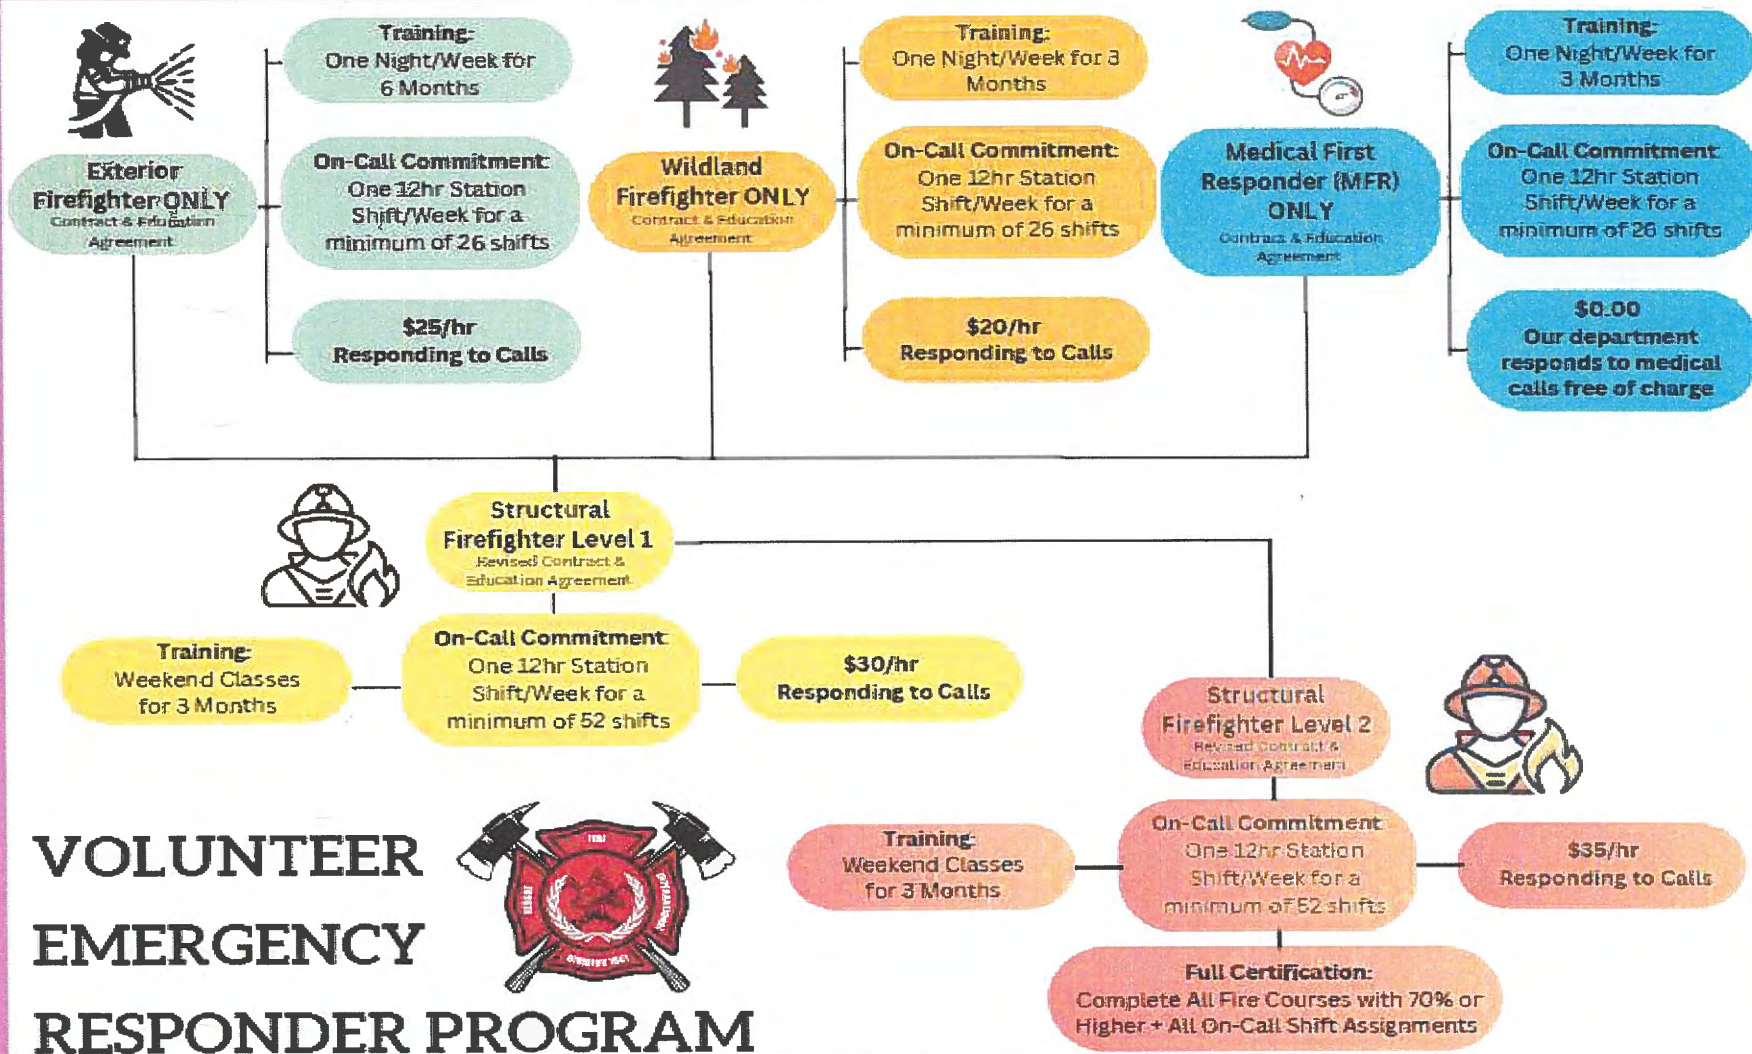 Training:
One Night/Week for
6 Months
Exterior
Firefighter ONLY
Contract & Education
Agreement
On-Call Commitment:
One 12hr Station
Shift/Week for a
minimum of 26 shifts
$25/hr
Responding to Calls
Training:
One Night/Week for 3
Months
Wildland
Firefighter ONLY
Contract & Education
Agreement
On-Call Commitment:
One 12hr Station
Shift/Week for a
minimum of 26 shifts
$20/hr
Responding to Calls
Training:
One Night/Week for
3 Months
Medical First
Responder (MFR)
ONLY
Contract & Education
Agreement
On-Call Commitment:
One 12hr Station
Shift/Week for a
minimum of 26 shifts
$0.00
Our department
responds to medical
calls free of charge
Structural
Firefighter Level 1
Revised Contract &
Education Agreement
Training:
Weekend Classes
for 3 Months
On-Call Commitment:
One 12hr Station
Shift/Week for a
minimum of 52 shifts
$30/hr
Responding to Calls
Structural
Firefighter Level 2
Revised Contract &
Education Agreement
Training:
Weekend Classes
for 3 Months
On-Call Commitment:
One 12hr Station
Shift/Week for a
minimum of 52 shifts
$35/hr
Responding to Calls
Full Certification:
Complete All Fire Courses with 70% or
Higher + All On-Call Shift Assignments
VOLUNTEER
EMERGENCY
RESPONDER PROGRAM
FIRE